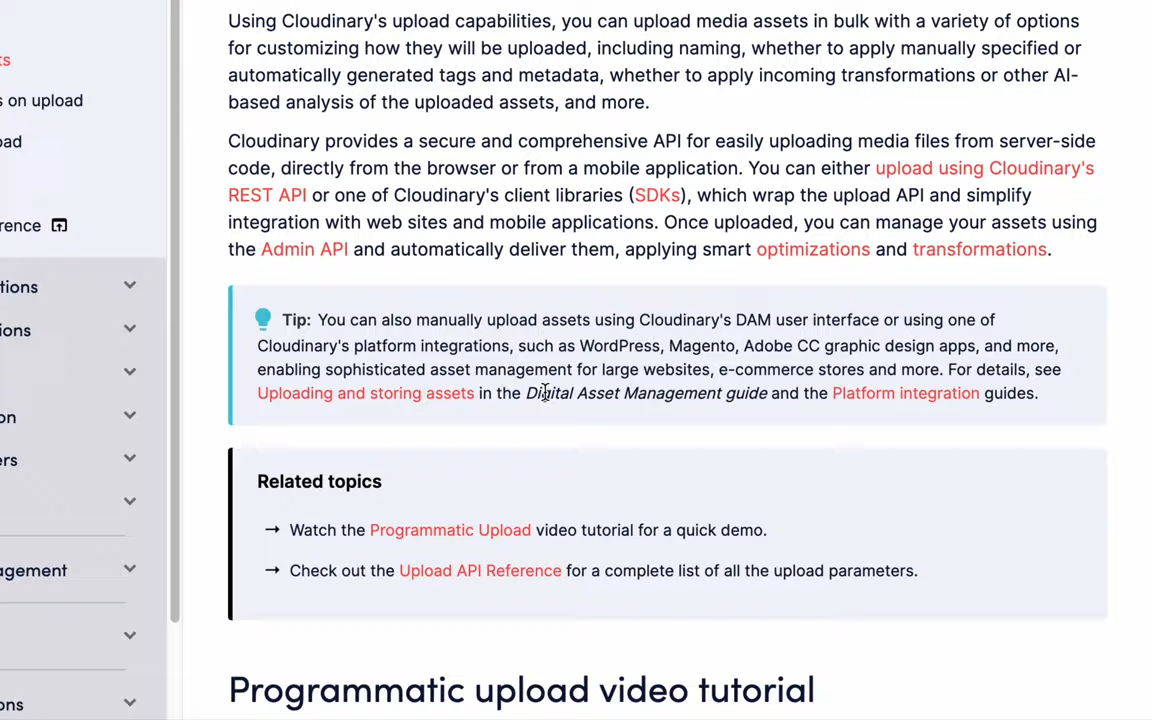 Using Cloudinary's upload capabilities, you can upload media assets in bulk with a variety of options
for customizing how they will be uploaded, including naming, whether to apply manually specified or
automatically generated tags and metadata, whether to apply incoming transformations or other AI-
based analysis of the uploaded assets, and more.
Cloudinary provides a secure and comprehensive API for easily uploading media files from server-side
code, directly from the browser or from a mobile application. You can either upload using Cloudinary's
REST API or one of Cloudinary's client libraries (SDKs), which wrap the upload API and simplify
integration with web sites and mobile applications. Once uploaded, you can manage your assets using
the Admin API and automatically deliver them, applying smart optimizations and transformations.
Tip: You can also manually upload assets using Cloudinary's DAM user interface or using one of
Cloudinary's platform integrations, such as WordPress, Magento, Adobe CC graphic design apps, and more,
enabling sophisticated asset management for large websites, e-commerce stores and more. For details, see
Uploading and storing assets in the Digital Asset Management guide and the Platform integration guides.
Related topics
→ Watch the Programmatic Upload video tutorial for a quick demo.
→ Check out the Upload API Reference for a complete list of all the upload parameters.
Programmatic upload video tutorial
ts
s on upload
ad
rence
tions
ions
on
ers
agement
ons